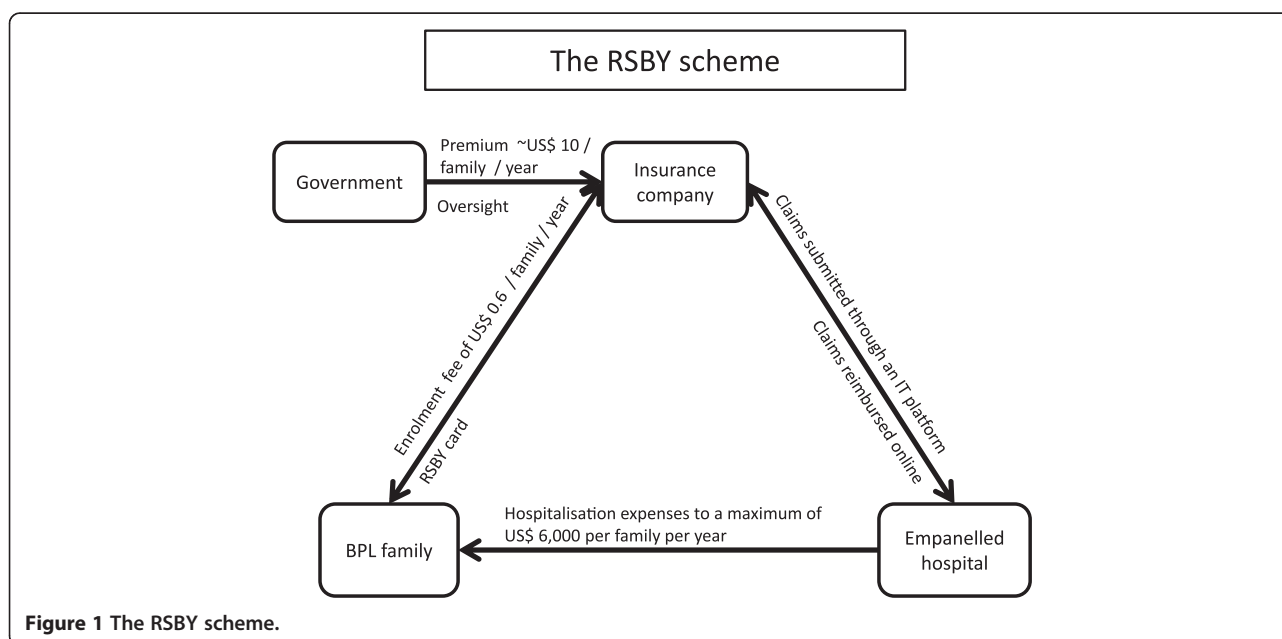 The RSBY scheme
Government
Premium ~US$ 10 /
family / year
Oversight
Insurance
company
Enrolment fee of US$ 0.6 / family / year
RSBY card
Claims submitted through an IT platform
Claims reimbursed online
BPL family
Hospitalisation expenses to a maximum of
US$ 6,000 per family per year
Empanelled
hospital
Figure 1 The RSBY scheme.